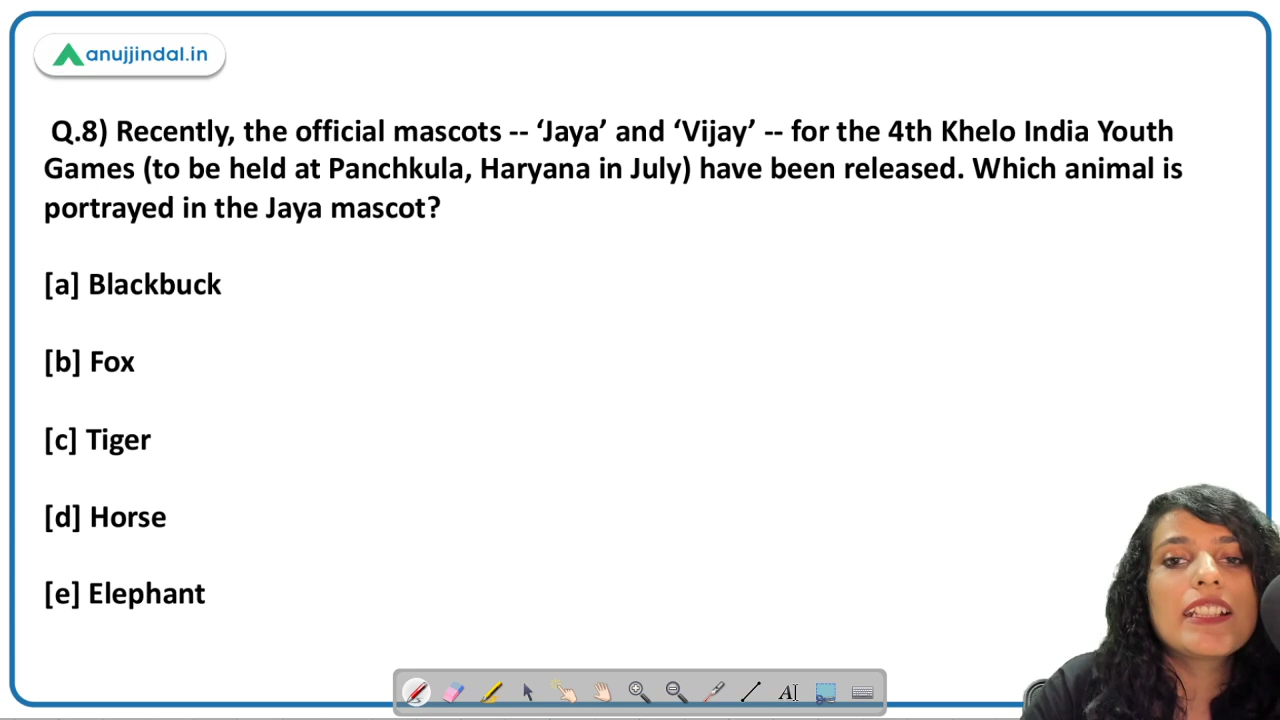 anujjindal.in
Q.8) Recently, the official mascots -- ‘Jaya’ and ‘Vijay’ -- for the 4th Khelo India Youth
Games (to be held at Panchkula, Haryana in July) have been released. Which animal is
portrayed in the Jaya mascot?
[a] Blackbuck
[b] Fox
[c] Tiger
[d] Horse
[e] Elephant
A